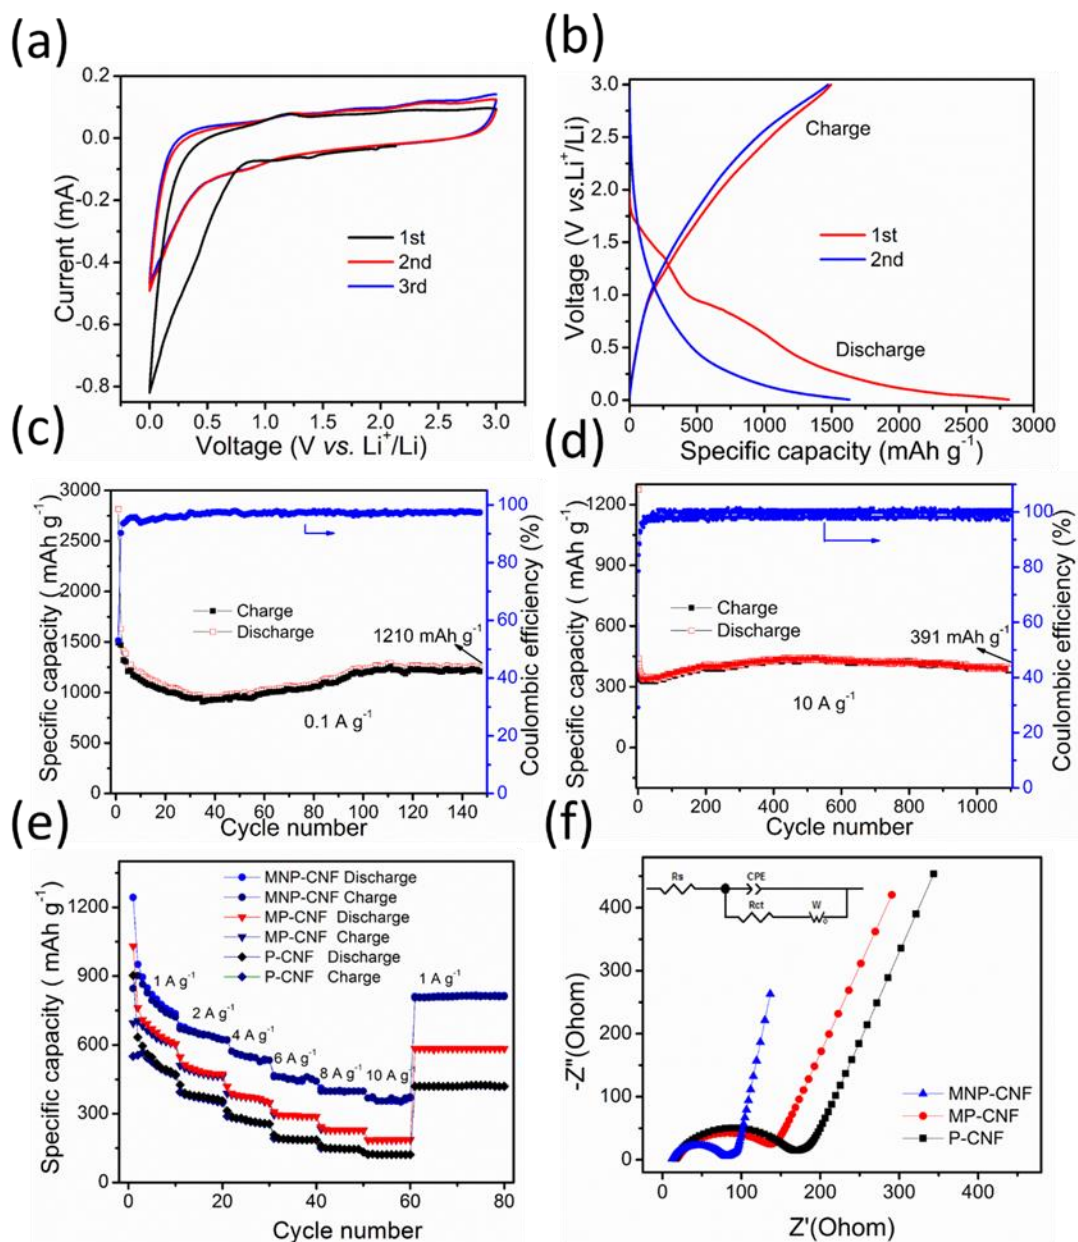 (a)
0.2
0.0
-0.2
-0.4
-0.6
-0.8
Current (mA)
1st
2nd
3rd
0.0 0.5 1.0 1.5 2.0 2.5 3.0
Voltage (V vs. Li⁺/Li)
(b)
3.0
2.5
2.0
1.5
1.0
0.5
0.0
Voltage (V vs.Li⁺/Li)
Charge
1st
2nd
Discharge
0 500 1000 1500 2000 2500 3000
Specific capacity (mAh g⁻¹)
(c)
3000
2750
2500
2250
2000
1750
1500
1250
1000
750
500
250
0
Specific capacity ( mAh g⁻¹)
Charge
Discharge
1210 mAh g⁻¹
0.1 A g⁻¹
100
80
60
40
20
0
Coulombic efficiency (%)
0 20 40 60 80 100 120 140
Cycle number
(d)
1200
900
600
300
0
Specific capacity ( mAh g⁻¹)
Charge
Discharge
391 mAh g⁻¹
10 A g⁻¹
100
80
60
40
20
0
Coulombic efficiency (%)
0 200 400 600 800 1000
Cycle number
(e)
1200
900
600
300
0
Specific capacity ( mAh g⁻¹)
MNP-CNF Discharge
MNP-CNF Charge
MP-CNF Discharge
MP-CNF Charge
P-CNF Discharge
P-CNF Charge
1 A g⁻¹
2 A g⁻¹
4 A g⁻¹
6 A g⁻¹
8 A g⁻¹
10 A g⁻¹
1 A g⁻¹
0 20 40 60 80
Cycle number
(f)
400
300
200
100
0
-Z"(Ohom)
Rs
CPE
Rct
W
o
MNP-CNF
MP-CNF
P-CNF
0 100 200 300 400
Z'(Ohom)